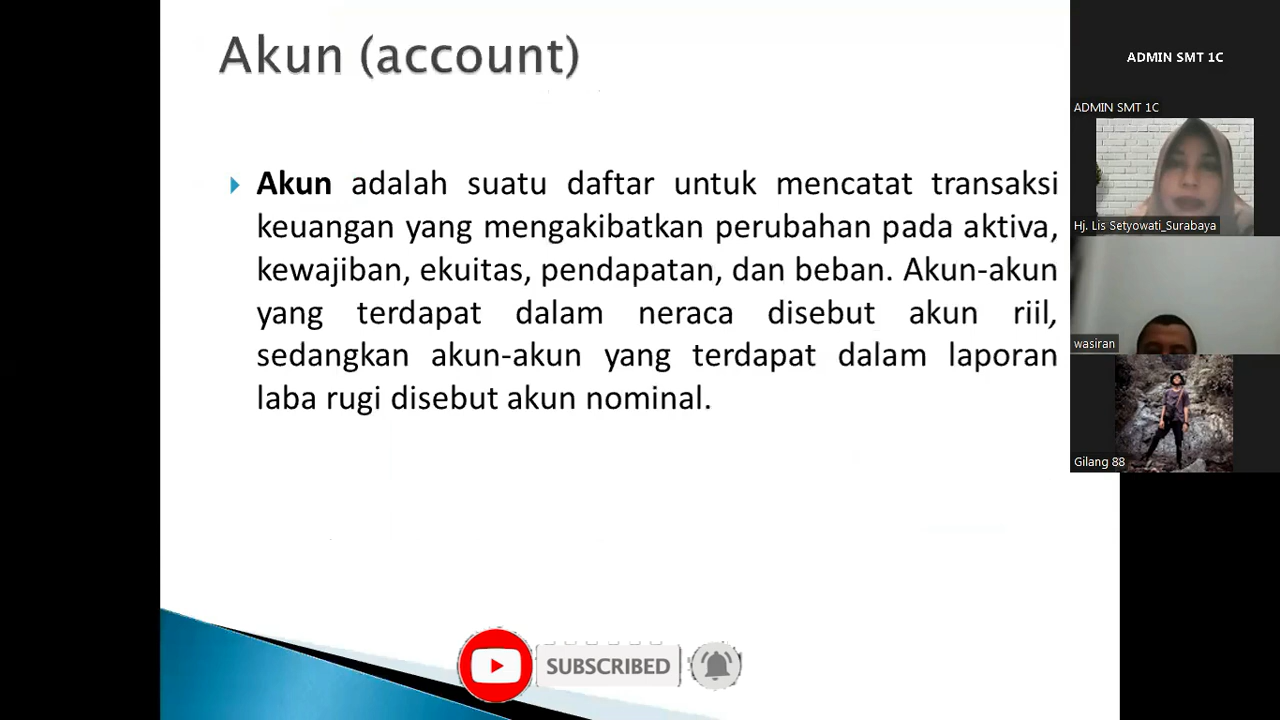 Akun (account)
Akun adalah suatu daftar untuk mencatat transaksi
keuangan yang mengakibatkan perubahan pada aktiva,
kewajiban, ekuitas, pendapatan, dan beban. Akun-akun
yang terdapat dalam neraca disebut akun riil,
sedangkan akun-akun yang terdapat dalam laporan
laba rugi disebut akun nominal.
SUBSCRIBED
ADMIN SMT 1C
ADMIN SMT 1C
Hj. Lis Setyowati_Surabaya
wasiran
Gilang 88